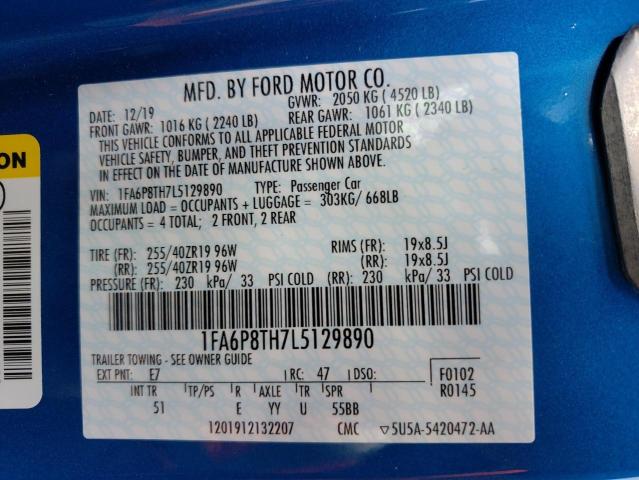 MFD. BY FORD MOTOR CO.
DATE: 12/19 GVWR: 2050 KG ( 4520 LB)
FRONT GAWR: 1016 KG ( 2240 LB) REAR GAWR: 1061 KG ( 2340 LB)
THIS VEHICLE CONFORMS TO ALL APPLICABLE FEDERAL MOTOR
VEHICLE SAFETY, BUMPER, AND THEFT PREVENTION STANDARDS
IN EFFECT ON THE DATE OF MANUFACTURE SHOWN ABOVE.
VIN: 1FA6P8TH7L5129890 TYPE: Passenger Car
MAXIMUM LOAD = OCCUPANTS + LUGGAGE = 303KG/ 668LB
OCCUPANTS = 4 TOTAL; 2 FRONT, 2 REAR
TIRE (FR): 255/40ZR19 96W RIMS (FR): 19x8.5J
(RR): 255/40ZR19 96W (RR): 19x8.5J
PRESSURE (FR): 230 kPa/ 33 PSI COLD (RR): 230 kPa/ 33 PSI COLD
1FA6P8TH7L5129890
TRAILER TOWING - SEE OWNER GUIDE
EXT PNT: E7 RC: 47 DSO: F0102
INT TR TP/PS R AXLE TR SPR R0145
51 E YY U 55BB
1201912132207 CMC ▽5U5A-5420472-AA
ON